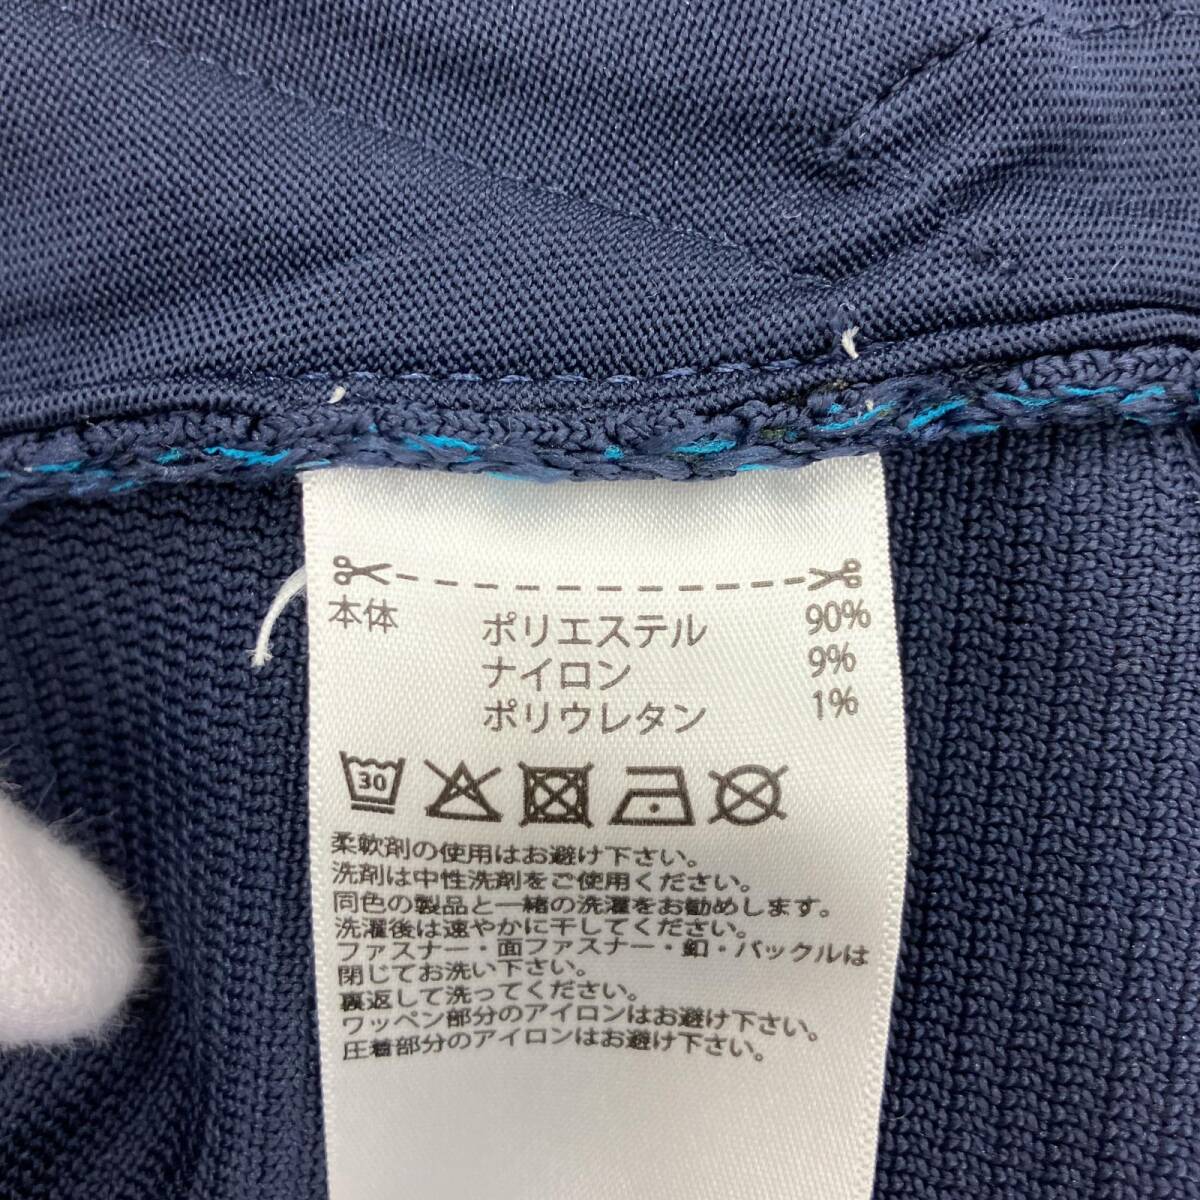 本体 ポリエステル 90%
ナイロン 9%
ポリウレタン 1%
30
柔軟剤の使用はお避け下さい。
洗剤は中性洗剤をご使用ください。
同色の製品と一緒の洗濯をお勧めします。
洗濯後は速やかに干してください。
ファスナー・面ファスナー・釦・バックルは
閉じてお洗い下さい。
裏返して洗ってください。
ワッペン部分のアイロンはお避け下さい。
圧着部分のアイロンはお避け下さい。